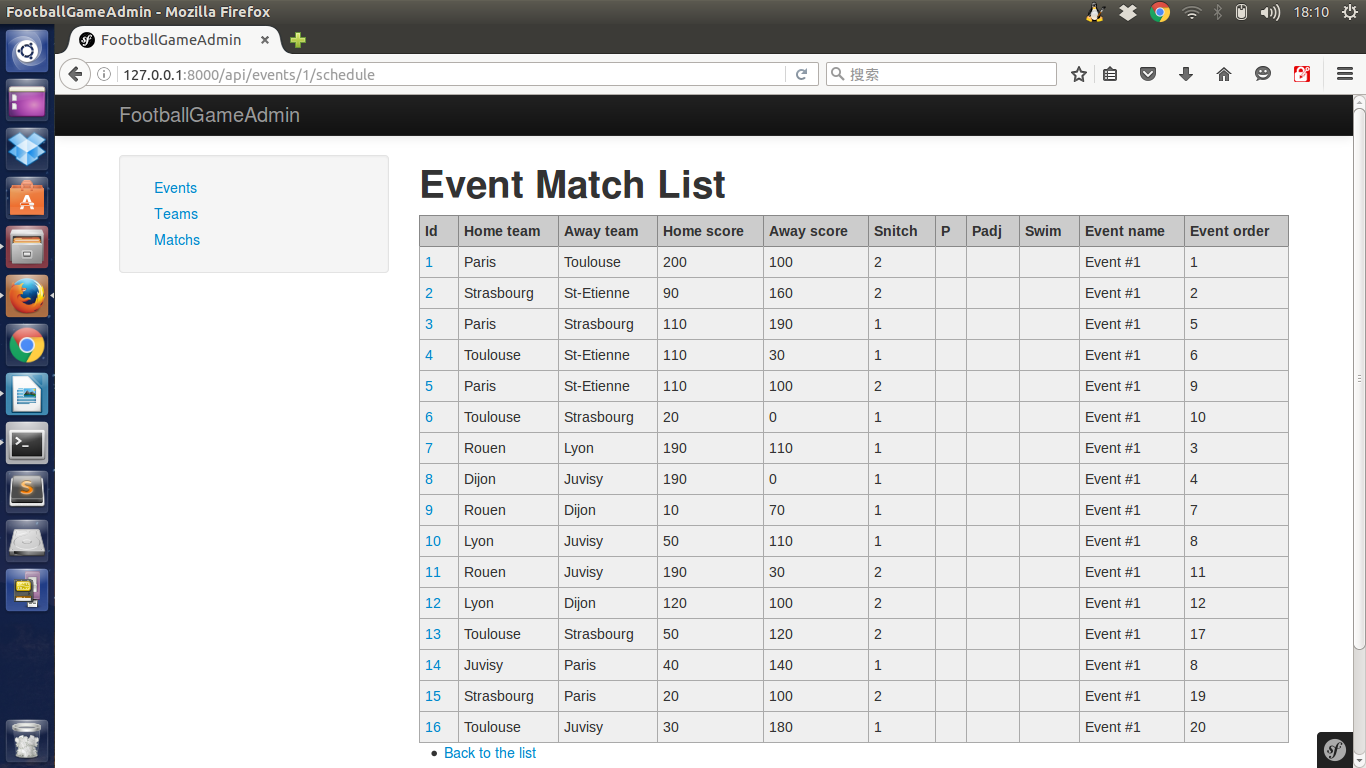 FootballGameAdmin - Mozilla Firefox
18:10
FootballGameAdmin
127.0.0.1:8000/api/events/1/schedule
搜索
FootballGameAdmin
Events
Teams
Matchs
Event Match List
Id Home team Away team Home score Away score Snitch P Padj Swim Event name Event order
1 Paris Toulouse 200 100 2 Event #1 1
2 Strasbourg St-Etienne 90 160 2 Event #1 2
3 Paris Strasbourg 110 190 1 Event #1 5
4 Toulouse St-Etienne 110 30 1 Event #1 6
5 Paris St-Etienne 110 100 2 Event #1 9
6 Toulouse Strasbourg 20 0 1 Event #1 10
7 Rouen Lyon 190 110 1 Event #1 3
8 Dijon Juvisy 190 0 1 Event #1 4
9 Rouen Dijon 10 70 1 Event #1 7
10 Lyon Juvisy 50 110 1 Event #1 8
11 Rouen Juvisy 190 30 2 Event #1 11
12 Lyon Dijon 120 100 2 Event #1 12
13 Toulouse Strasbourg 50 120 2 Event #1 17
14 Juvisy Paris 40 140 1 Event #1 8
15 Strasbourg Paris 20 100 2 Event #1 19
16 Toulouse Juvisy 30 180 1 Event #1 20
Back to the list